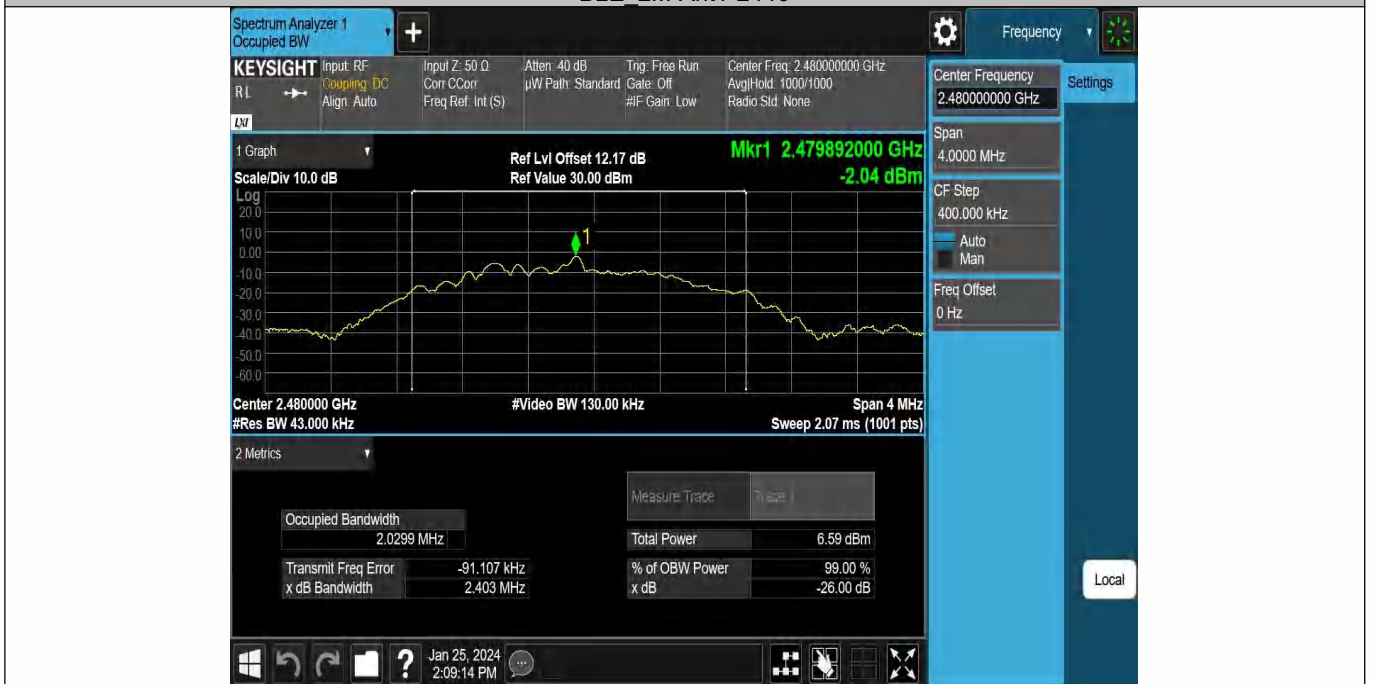 Spectrum Analyzer 1
Occupied BW
+
Frequency
KEYSIGHT
R L
LXI
Input: RF
Coupling: DC
Align: Auto
Input Z: 50 Ω
Corr CCorr
Freq Ref: Int (S)
Atten: 40 dB
µW Path: Standard
Trig: Free Run
Gate: Off
#IF Gain: Low
Center Freq: 2.480000000 GHz
Avg|Hold: 1000/1000
Radio Std: None
Center Frequency
2.480000000 GHz
Settings
Span
4.0000 MHz
CF Step
400.000 kHz
Auto
Man
Freq Offset
0 Hz
Local
1 Graph
Scale/Div 10.0 dB
Ref Lvl Offset 12.17 dB
Ref Value 30.00 dBm
Mkr1 2.479892000 GHz
-2.04 dBm
Log
20.0
10.0
0.00
-10.0
-20.0
-30.0
-40.0
-50.0
-60.0
1
Center 2.480000 GHz
#Res BW 43.000 kHz
#Video BW 130.00 kHz
Span 4 MHz
Sweep 2.07 ms (1001 pts)
2 Metrics
Measure Trace Trace 1
Occupied Bandwidth
2.0299 MHz
Total Power 6.59 dBm
Transmit Freq Error -91.107 kHz
% of OBW Power 99.00 %
x dB Bandwidth 2.403 MHz
x dB -26.00 dB
?
Jan 25, 2024
2:09:14 PM